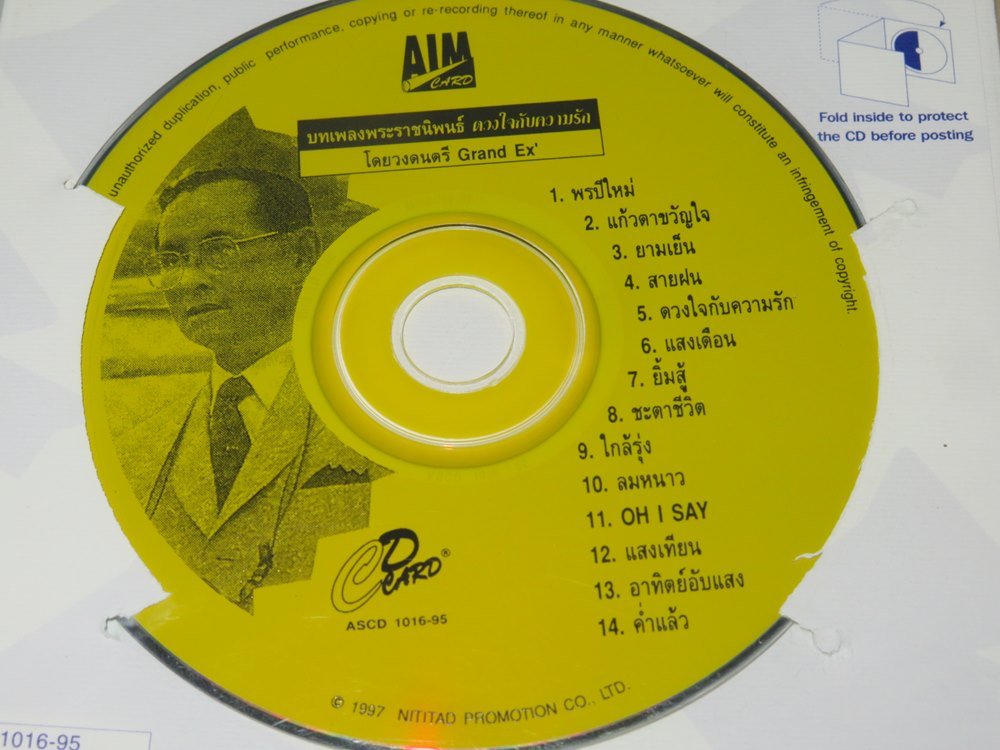 unauthorized duplication, public performance, copying or re-recording thereof in any manner whatsoever will constitute an infringement of copyright.
AIM
CARD
Fold inside to protect
the CD before posting
บทเพลงพระราชนิพนธ์ ดวงใจกับความรัก
โดยวงดนตรี Grand Ex'
1. พรปีใหม่
2. แก้วตาขวัญใจ
3. ยามเย็น
4. สายฝน
5. ดวงใจกับความรัก
6. แสงเดือน
7. ยิ้มสู้
8. ชะตาชีวิต
9. ใกล้รุ่ง
10. ลมหนาว
11. OH I SAY
12. แสงเทียน
13. อาทิตย์อับแสง
14. ค่ำแล้ว
CD CARD®
ASCD 1016-95
© 1997 NITITAD PROMOTION CO., LTD.
1016-95